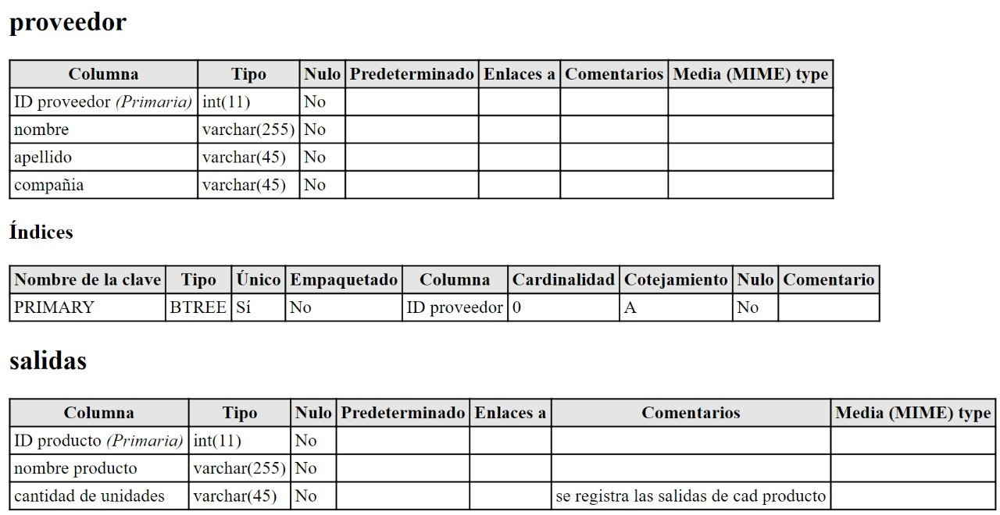 proveedor
Columna Tipo Nulo Predeterminado Enlaces a Comentarios Media (MIME) type
ID proveedor (Primaria) int(11) No
nombre varchar(255) No
apellido varchar(45) No
compañia varchar(45) No
Índices
Nombre de la clave Tipo Único Empaquetado Columna Cardinalidad Cotejamiento Nulo Comentario
PRIMARY BTREE Sí No ID proveedor 0 A No
salidas
Columna Tipo Nulo Predeterminado Enlaces a Comentarios Media (MIME) type
ID producto (Primaria) int(11) No
nombre producto varchar(255) No
cantidad de unidades varchar(45) No se registra las salidas de cad producto